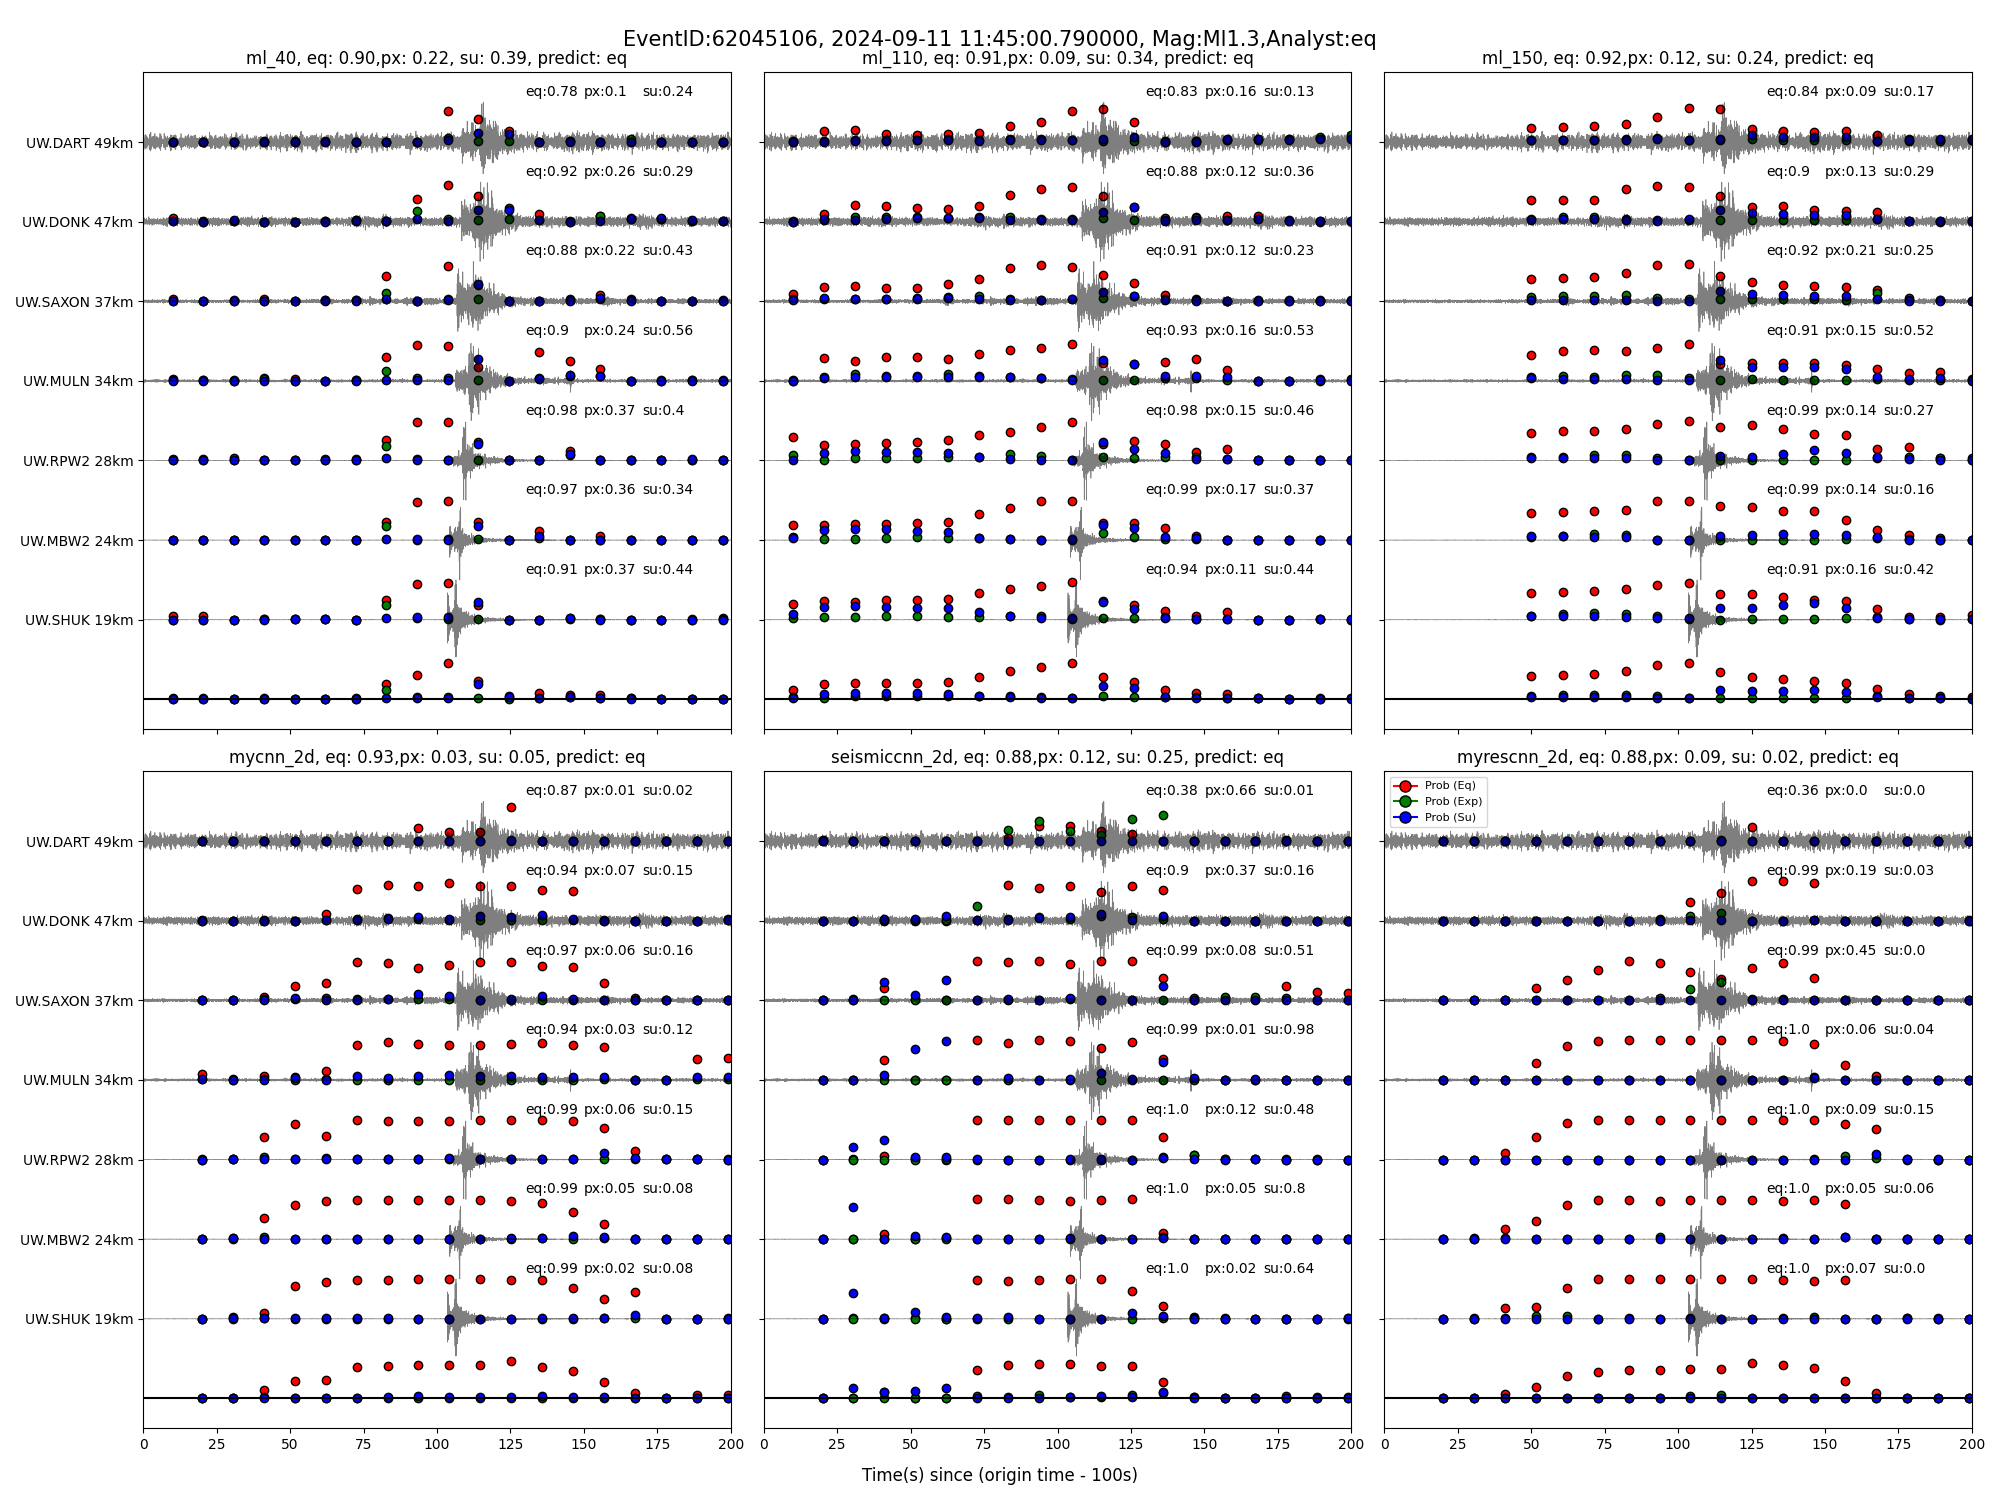 EventID:62045106, 2024-09-11 11:45:00.790000, Mag:Ml1.3,Analyst:eq
ml_40, eq: 0.90,px: 0.22, su: 0.39, predict: eq
UW.DART 49km
eq:0.78 px:0.1 su:0.24
UW.DONK 47km
eq:0.92 px:0.26 su:0.29
UW.SAXON 37km
eq:0.88 px:0.22 su:0.43
UW.MULN 34km
eq:0.9 px:0.24 su:0.56
UW.RPW2 28km
eq:0.98 px:0.37 su:0.4
UW.MBW2 24km
eq:0.97 px:0.36 su:0.34
UW.SHUK 19km
eq:0.91 px:0.37 su:0.44
ml_110, eq: 0.91,px: 0.09, su: 0.34, predict: eq
eq:0.83 px:0.16 su:0.13
eq:0.88 px:0.12 su:0.36
eq:0.91 px:0.12 su:0.23
eq:0.93 px:0.16 su:0.53
eq:0.98 px:0.15 su:0.46
eq:0.99 px:0.17 su:0.37
eq:0.94 px:0.11 su:0.44
ml_150, eq: 0.92,px: 0.12, su: 0.24, predict: eq
eq:0.84 px:0.09 su:0.17
eq:0.9 px:0.13 su:0.29
eq:0.92 px:0.21 su:0.25
eq:0.91 px:0.15 su:0.52
eq:0.99 px:0.14 su:0.27
eq:0.99 px:0.14 su:0.16
eq:0.91 px:0.16 su:0.42
mycnn_2d, eq: 0.93,px: 0.03, su: 0.05, predict: eq
UW.DART 49km
eq:0.87 px:0.01 su:0.02
UW.DONK 47km
eq:0.94 px:0.07 su:0.15
UW.SAXON 37km
eq:0.97 px:0.06 su:0.16
UW.MULN 34km
eq:0.94 px:0.03 su:0.12
UW.RPW2 28km
eq:0.99 px:0.06 su:0.15
UW.MBW2 24km
eq:0.99 px:0.05 su:0.08
UW.SHUK 19km
eq:0.99 px:0.02 su:0.08
0 25 50 75 100 125 150 175 200
seismiccnn_2d, eq: 0.88,px: 0.12, su: 0.25, predict: eq
eq:0.38 px:0.66 su:0.01
eq:0.9 px:0.37 su:0.16
eq:0.99 px:0.08 su:0.51
eq:0.99 px:0.01 su:0.98
eq:1.0 px:0.12 su:0.48
eq:1.0 px:0.05 su:0.8
eq:1.0 px:0.02 su:0.64
0 25 50 75 100 125 150 175 200
myrescnn_2d, eq: 0.88,px: 0.09, su: 0.02, predict: eq
Prob (Eq)
Prob (Exp)
Prob (Su)
eq:0.36 px:0.0 su:0.0
eq:0.99 px:0.19 su:0.03
eq:0.99 px:0.45 su:0.0
eq:1.0 px:0.06 su:0.04
eq:1.0 px:0.09 su:0.15
eq:1.0 px:0.05 su:0.06
eq:1.0 px:0.07 su:0.0
0 25 50 75 100 125 150 175 200
Time(s) since (origin time - 100s)